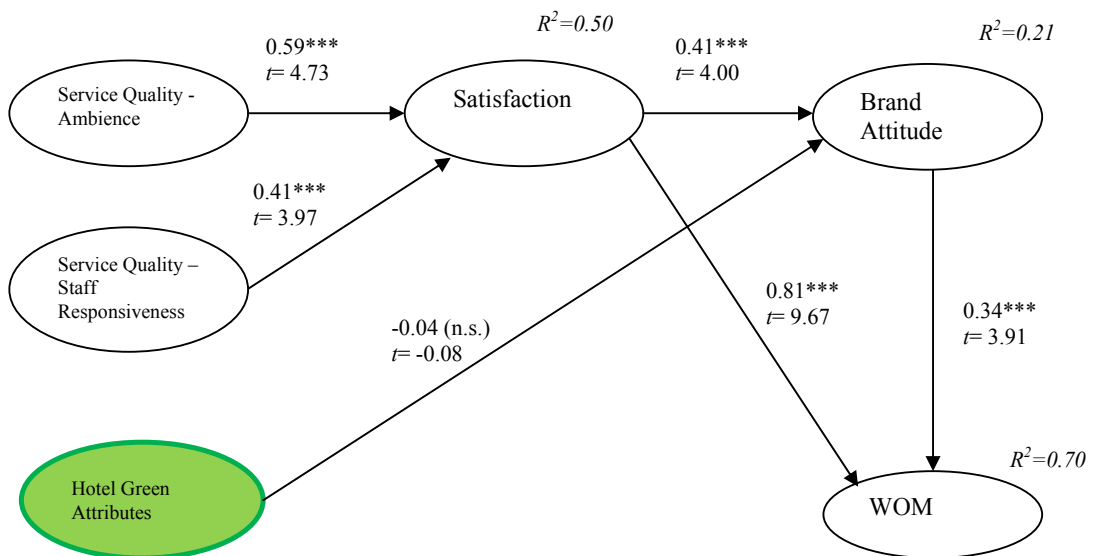 R²=0.50
R²=0.21
0.59***
t= 4.73
0.41***
t= 4.00
Service Quality -
Ambience
Satisfaction
Brand
Attitude
0.41***
t= 3.97
Service Quality –
Staff
Responsiveness
-0.04 (n.s.)
t= -0.08
0.81***
t= 9.67
0.34***
t= 3.91
R²=0.70
Hotel Green
Attributes
WOM